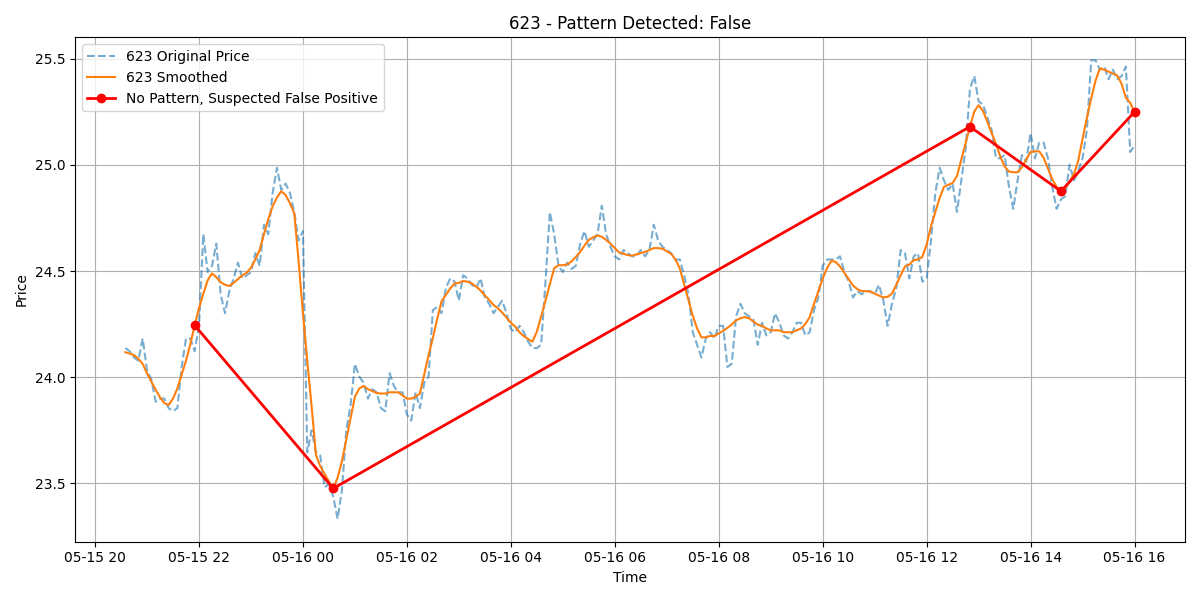 623 - Pattern Detected: False
623 Original Price
623 Smoothed
No Pattern, Suspected False Positive
Price
25.5
25.0
24.5
24.0
23.5
05-15 20 05-15 22 05-16 00 05-16 02 05-16 04 05-16 06 05-16 08 05-16 10 05-16 12 05-16 14 05-16 16
Time